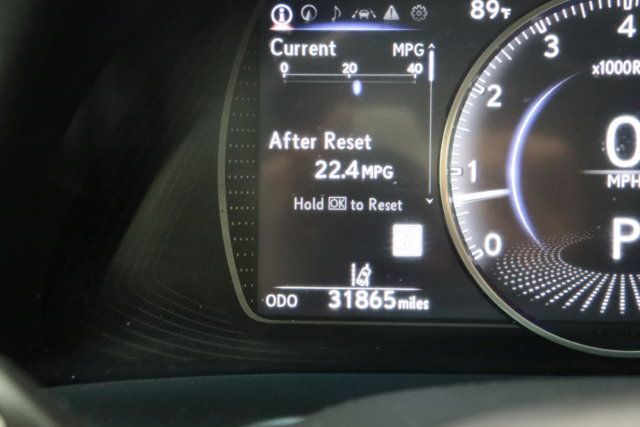 89°F
Current MPG
0 20 40
After Reset
22.4 MPG
Hold OK to Reset
ODO 31865 miles
4
3
x1000R
2
1
0
0
MPH
P